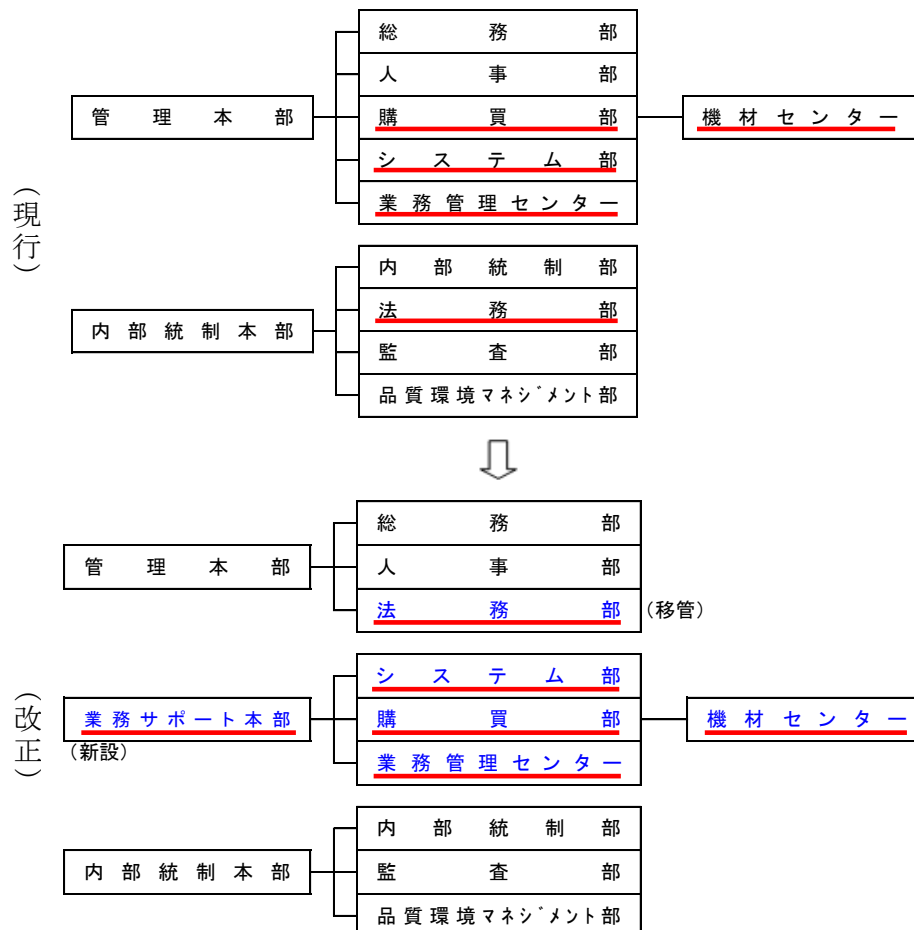 (現行)
総務部
人事部
管理本部
購買部
機材センター
システム部
業務管理センター
内部統制部
法務部
内部統制本部
監査部
品質環境マネジメント部
(改正)
総務部
管理本部
人事部
法務部
(移管)
システム部
業務サポート本部
購買部
機材センター
(新設)
業務管理センター
内部統制部
内部統制本部
監査部
品質環境マネジメント部